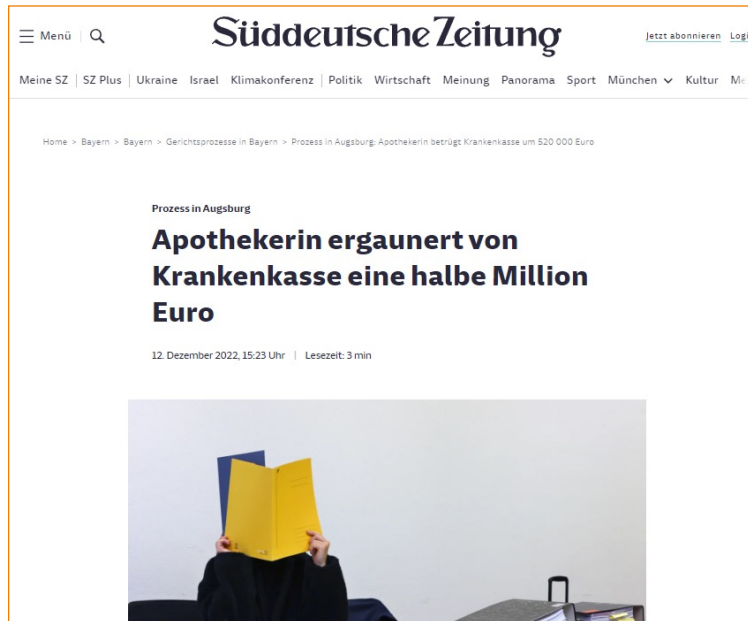 Menü
Süddeutsche Zeitung
Jetzt abonnieren
Meine SZ | SZ Plus | Ukraine Israel Klimakonferenz | Politik Wirtschaft Meinung Panorama Sport München Kultur
Home > Bayern > Bayern > Gerichtsprozesse in Bayern > Prozess in Augsburg: Apothekerin betrügt Krankenkasse um 520 000 Euro
Prozess in Augsburg
Apothekerin ergaunert von
Krankenkasse eine halbe Million
Euro
12. Dezember 2022, 15:23 Uhr | Lesezeit: 3 min